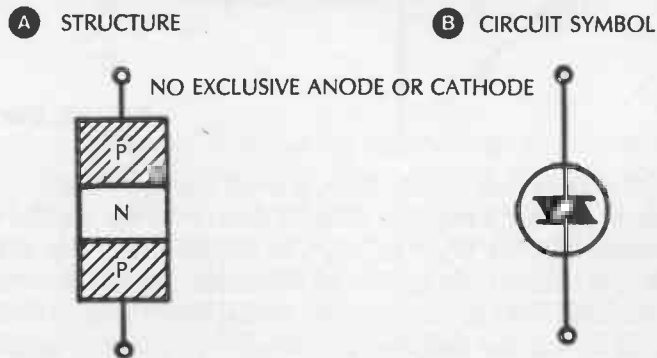 A STRUCTURE
B CIRCUIT SYMBOL
NO EXCLUSIVE ANODE OR CATHODE
P
N
P